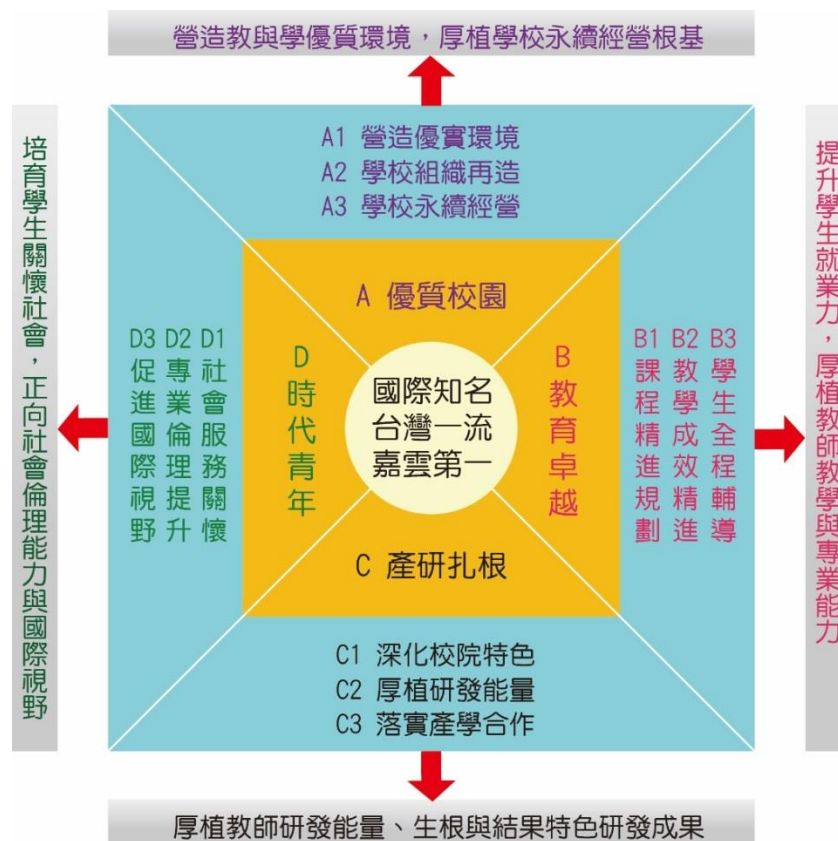 營造教與學優質環境，厚植學校永續經營根基
A1 營造優實環境
A2 學校組織再造
A3 學校永續經營
A 優質校園
培育學生關懷社會，正向社會倫理能力與國際視野
D3 促進國際視野
D2 專業倫理提升
D1 社會服務關懷
D 時代青年
國際知名
台灣一流
嘉雲第一
B 教育卓越
B1 課程精進規劃
B2 教學成效精進
B3 學生全程輔導
提升學生就業力，厚植教師教學與專業能力
C 產研扎根
C1 深化校院特色
C2 厚植研發能量
C3 落實產學合作
厚植教師研發能量、生根與結果特色研發成果